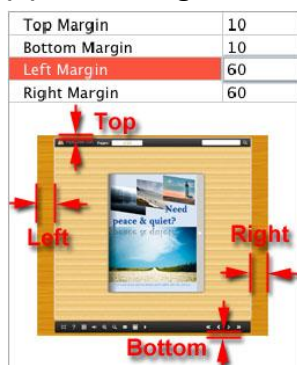 Top Margin 10
Bottom Margin 10
Left Margin 60
Right Margin 60
Top
Pages:
Need
peace & quiet?
Left
Right
Bottom